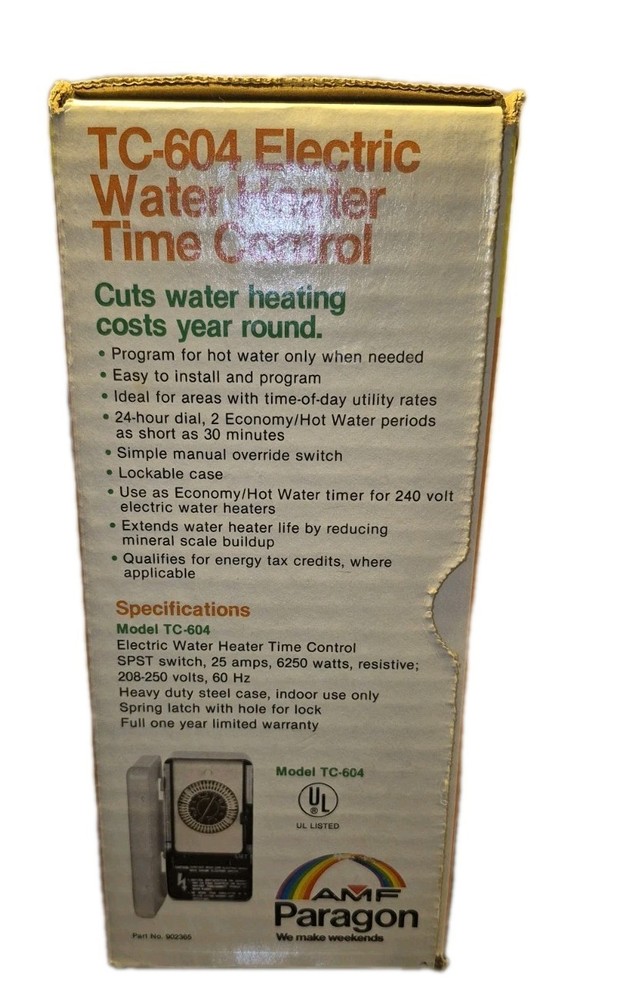 TC-604 Electric
Water Heater
Time Control
Cuts water heating
costs year round.
• Program for hot water only when needed
• Easy to install and program
• Ideal for areas with time-of-day utility rates
• 24-hour dial, 2 Economy/Hot Water periods
as short as 30 minutes
• Simple manual override switch
• Lockable case
• Use as Economy/Hot Water timer for 240 volt
electric water heaters
• Extends water heater life by reducing
mineral scale buildup
• Qualifies for energy tax credits, where
applicable
Specifications
Model TC-604
Electric Water Heater Time Control
SPST switch, 25 amps, 6250 watts, resistive;
208-250 volts, 60 Hz
Heavy duty steel case, indoor use only
Spring latch with hole for lock
Full one year limited warranty
Model TC-604
UL
®
UL LISTED
AMF
Paragon
We make weekends
Part No. 902365